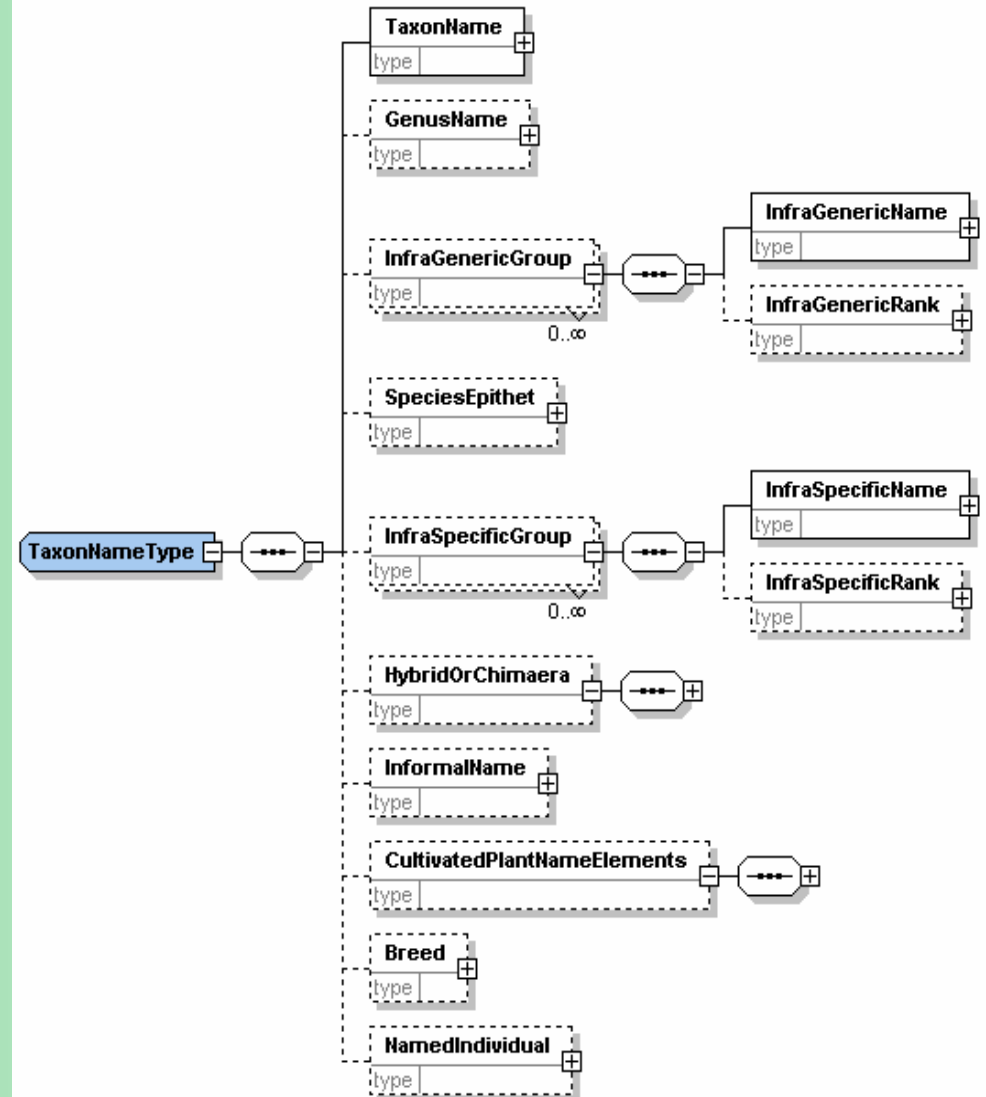 TaxonName
type
GenusName
type
InfraGenericName
type
InfraGenericGroup
type
0..∞
InfraGenericRank
type
SpeciesEpithet
type
InfraSpecificName
type
TaxonNameType
InfraSpecificGroup
type
0..∞
InfraSpecificRank
type
HybridOrChimaera
type
InformalName
type
CultivatedPlantNameElements
type
Breed
type
NamedIndividual
type